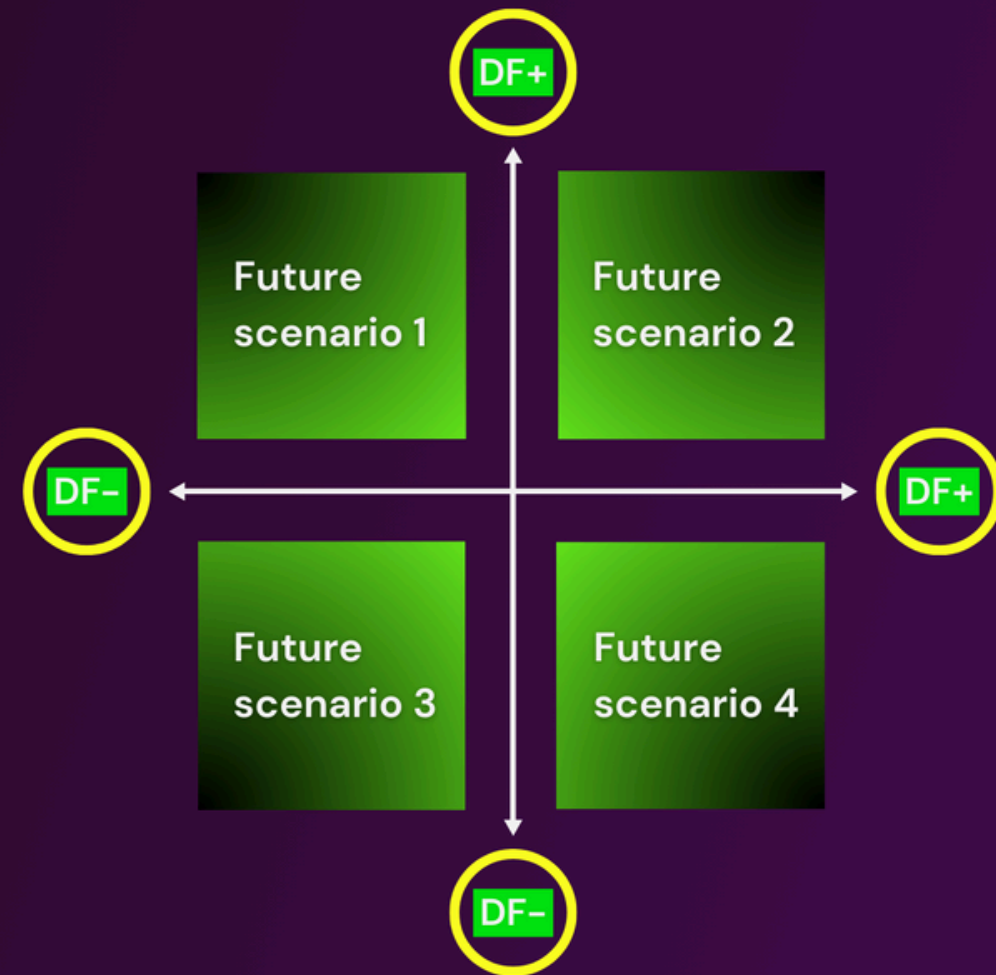 DF+
Future
scenario 1
Future
scenario 2
DF-
DF+
Future
scenario 3
Future
scenario 4
DF-